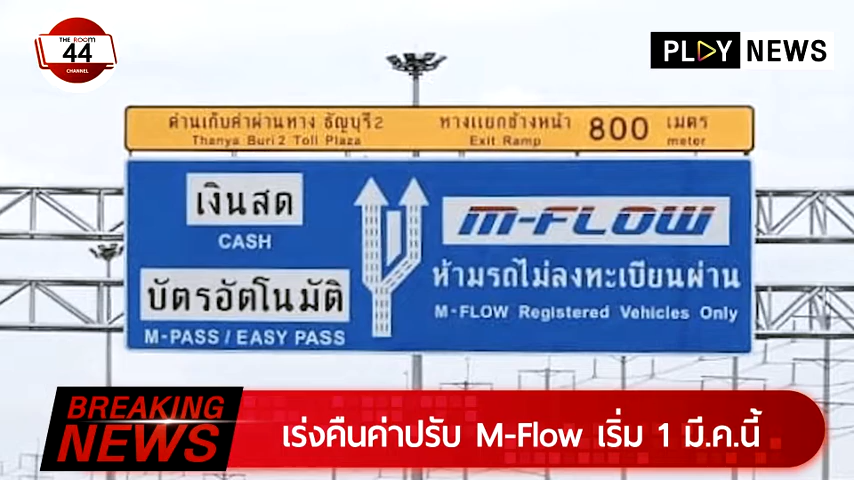 THE ROOM
44
CHANNEL
PLAY NEWS
ด่านเก็บค่าผ่านทาง ธัญบุรี 2
Thanya Buri 2 Toll Plaza
ทางแยกข้างหน้า 800 เมตร
Exit Ramp meter
เงินสด
CASH
บัตรอัตโนมัติ
M-PASS / EASY PASS
M-FLOW
ห้ามรถไม่ลงทะเบียนผ่าน
M-FLOW Registered Vehicles Only
BREAKING
NEWS
เร่งคืนค่าปรับ M-Flow เริ่ม 1 มี.ค.นี้